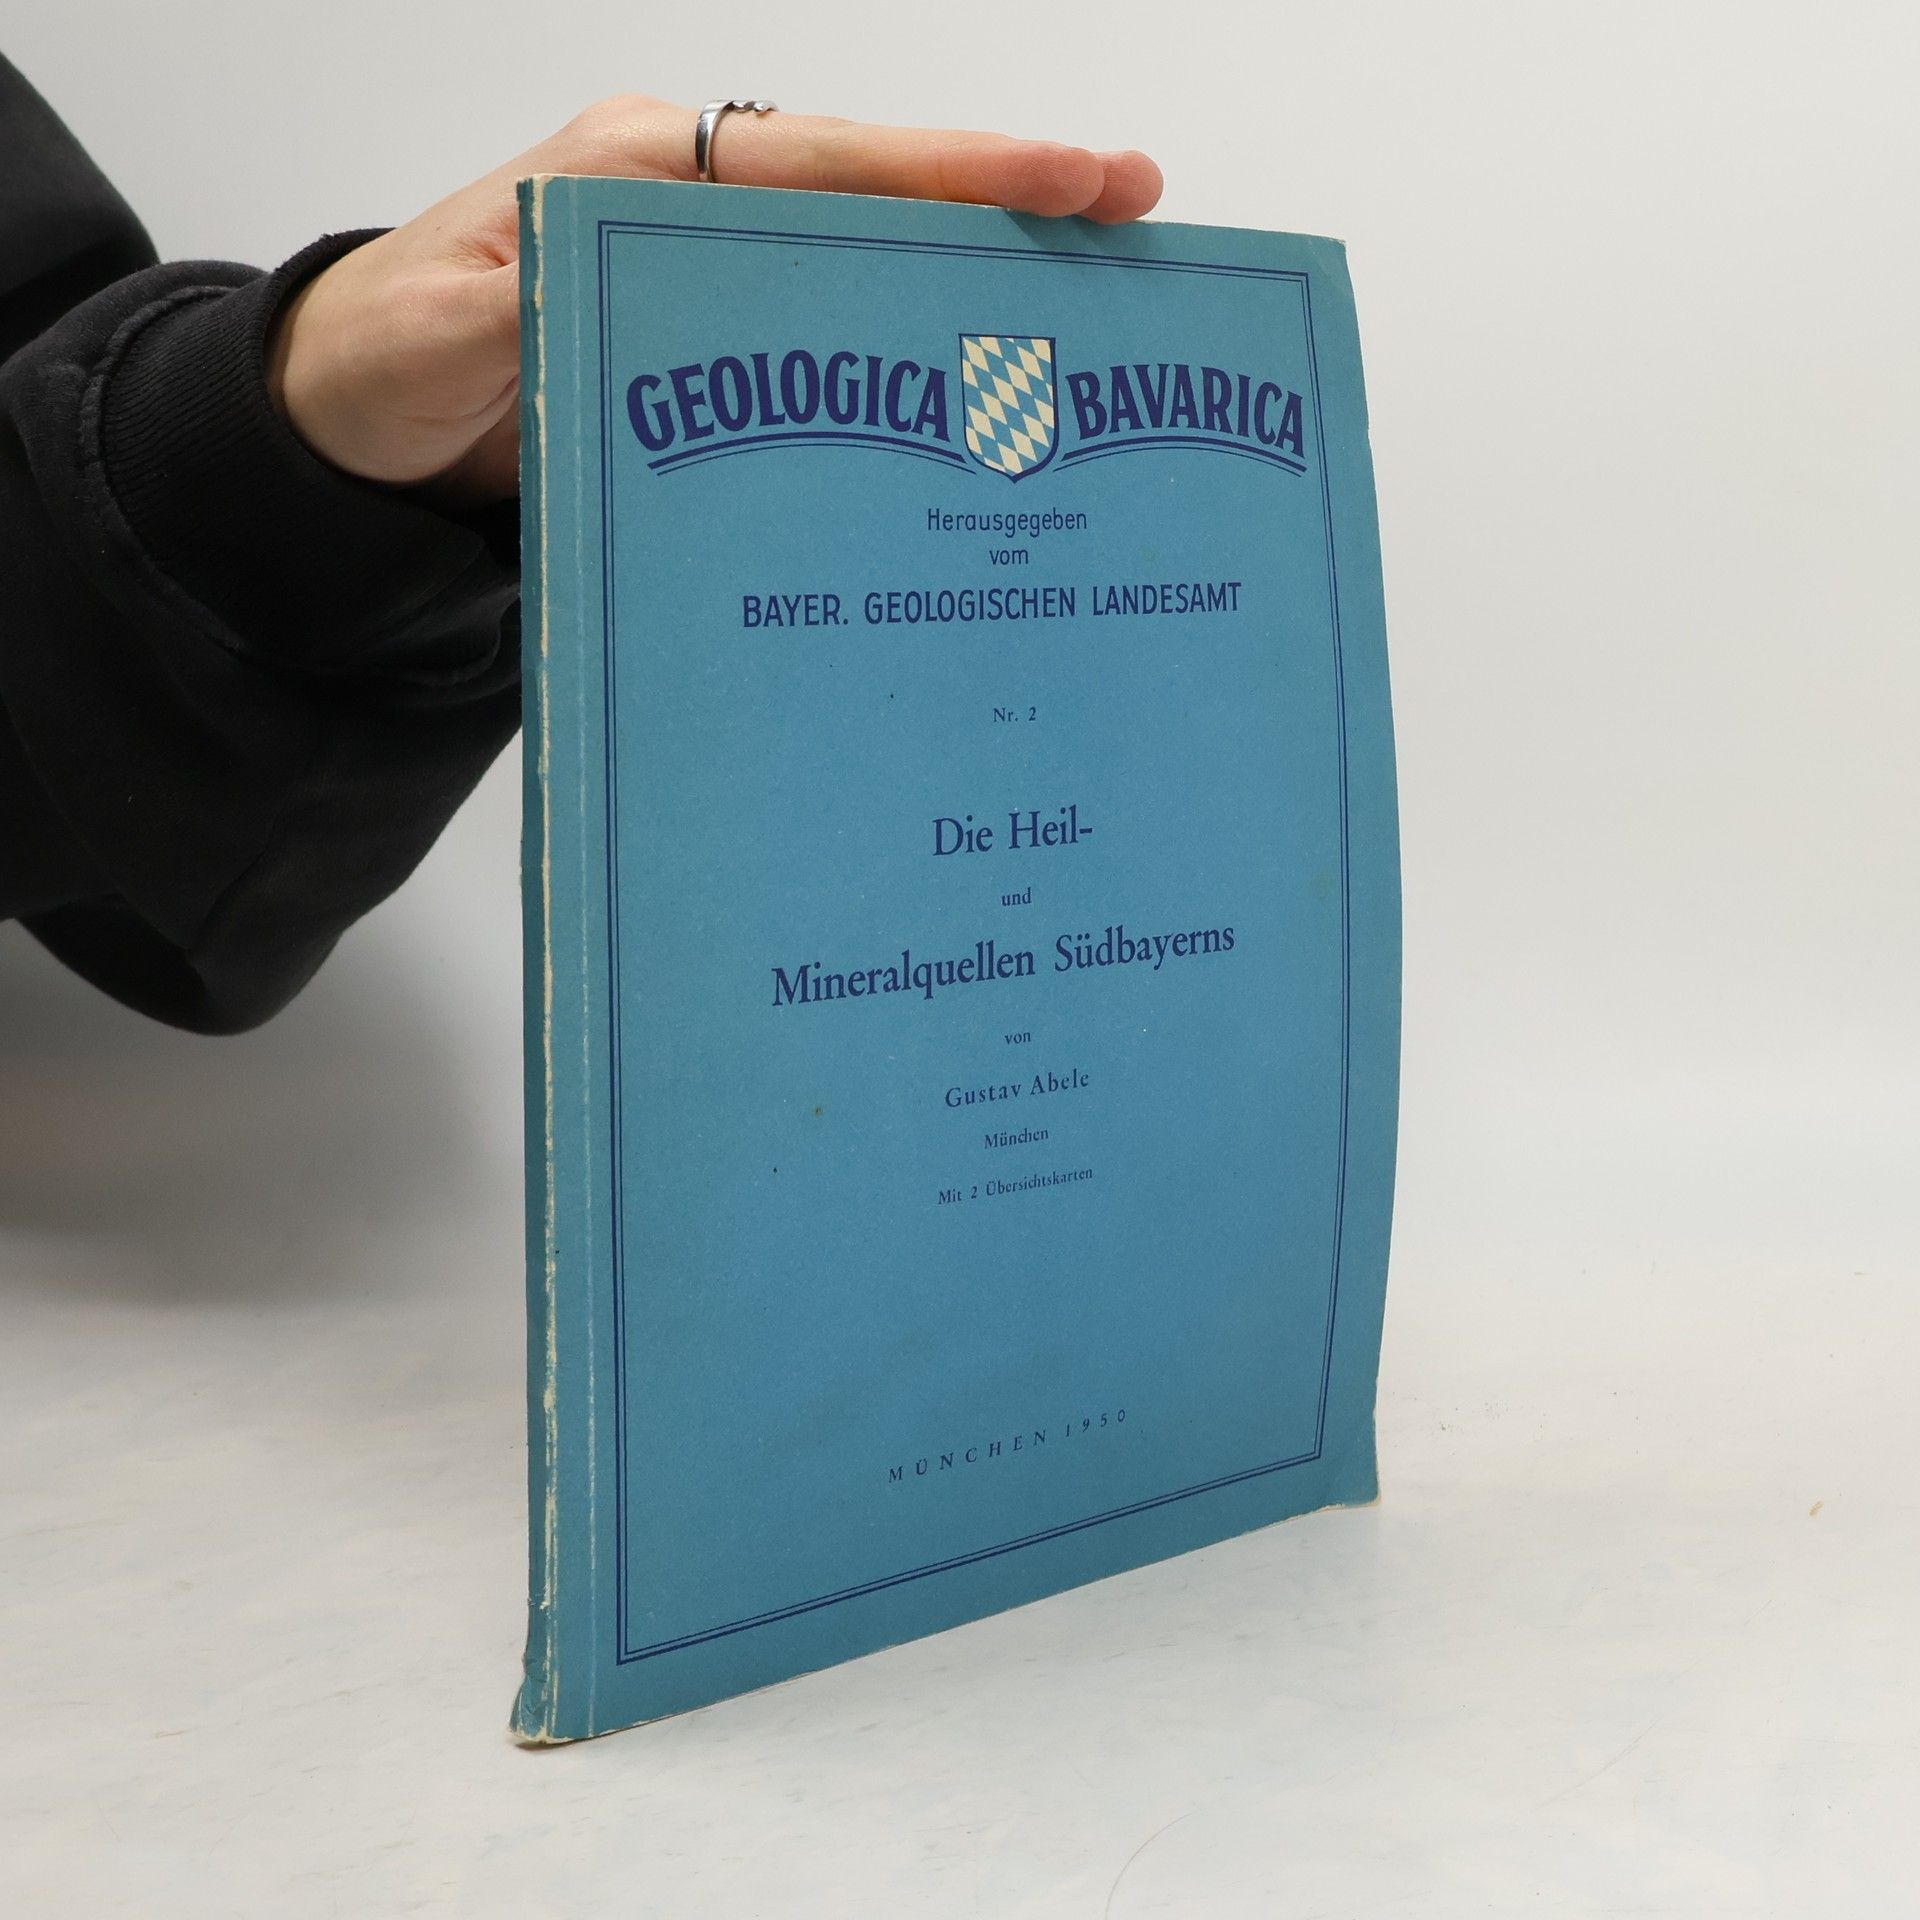 GEOLOGICA BAVARICA
Herausgegeben
vom
BAYER. GEOLOGISCHEN LANDESAMT
Nr. 2
Die Heil-
und
Mineralquellen Südbayerns
von
Gustav Abele
München
Mit 2 Übersichtskarten
MÜNCHEN 1950